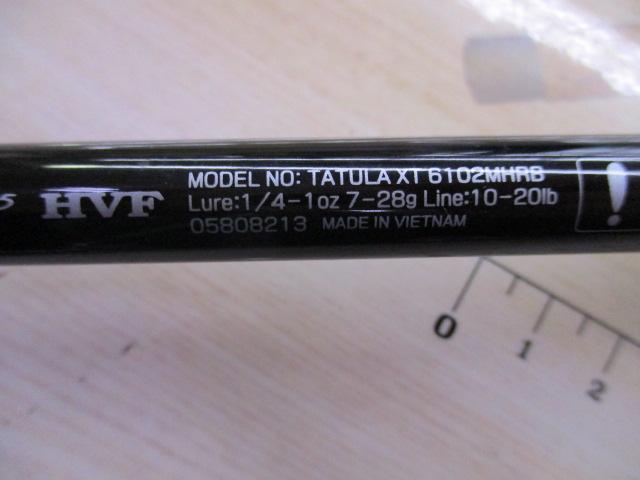 HVF
MODEL NO: TATULA XT 6102MHRB
Lure:1/4-1oz 7-28g Line:10-20lb
05808213 MADE IN VIETNAM
!
0 1 2